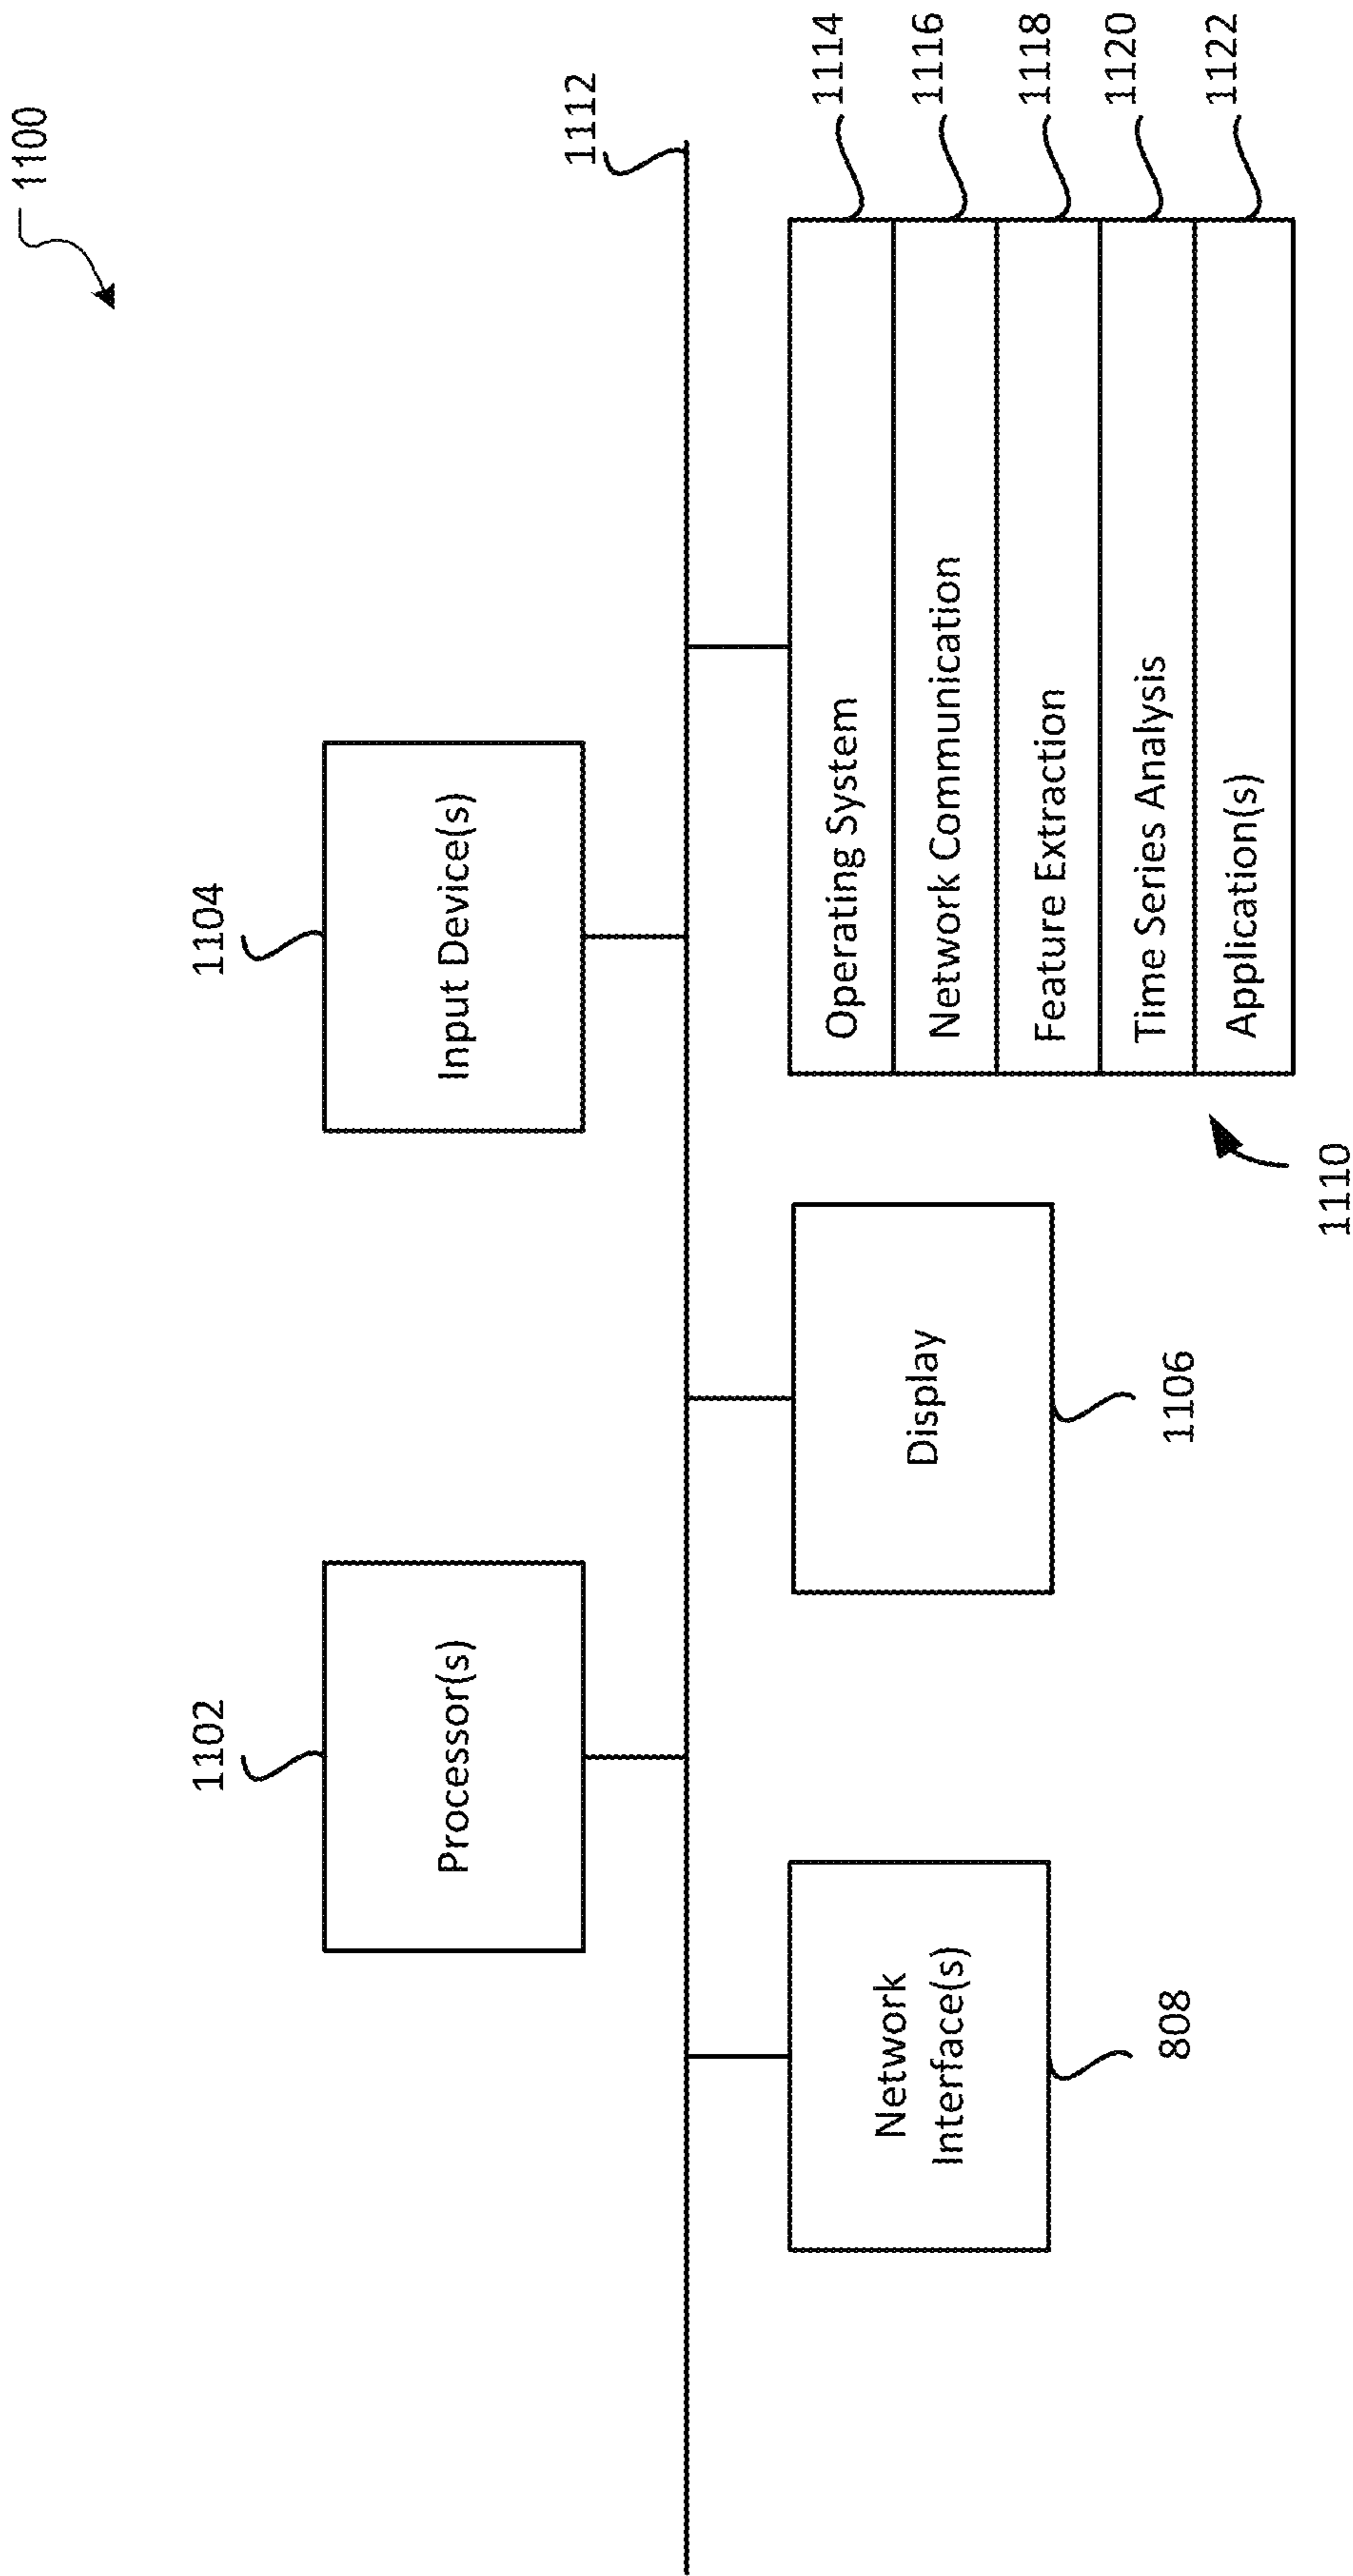 1100
1102
1104
Processor(s)
Input Device(s)
1112
Network
Interface(s)
Display
Operating System
1114
Network Communication
1116
Feature Extraction
1118
Time Series Analysis
1120
Application(s)
1122
808
1106
1110